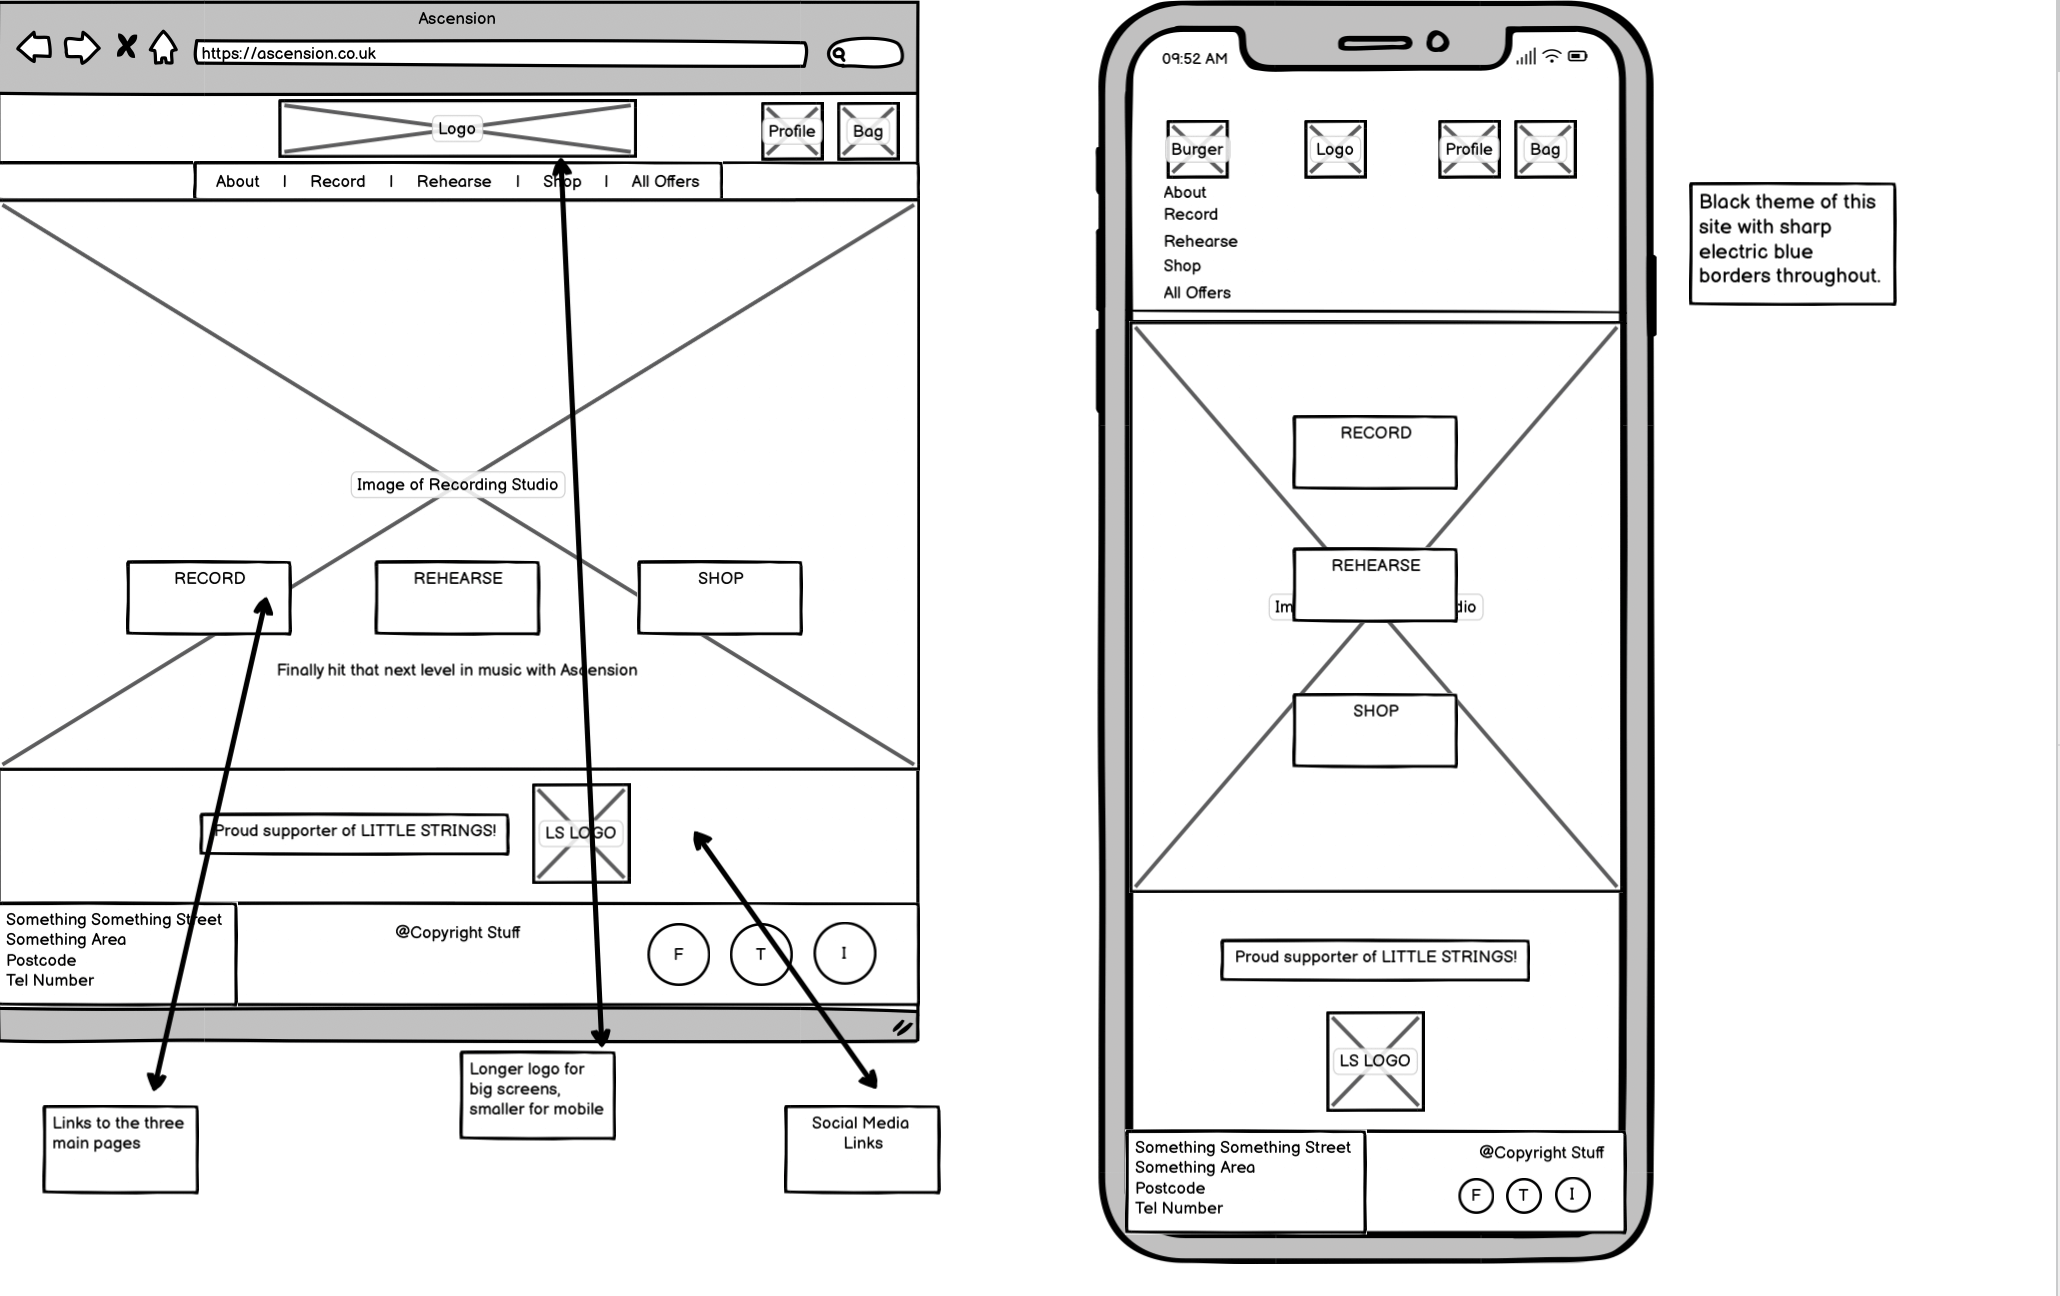 Ascension
https://ascension.co.uk
Logo
Profile
Bag
About | Record | Rehearse | Shop | All Offers
Image of Recording Studio
RECORD
REHEARSE
SHOP
Finally hit that next level in music with Ascension
Proud supporter of LITTLE STRINGS!
LS LOGO
Something Something Street
Something Area
Postcode
Tel Number
@Copyright Stuff
F
T
I
Links to the three
main pages
Longer logo for
big screens,
smaller for mobile
Social Media
Links
09:52 AM
Burger
Logo
Profile
Bag
About
Record
Rehearse
Shop
All Offers
RECORD
REHEARSE
Im
dio
SHOP
Proud supporter of LITTLE STRINGS!
LS LOGO
Something Something Street
Something Area
Postcode
Tel Number
@Copyright Stuff
F
T
I
Black theme of this
site with sharp
electric blue
borders throughout.